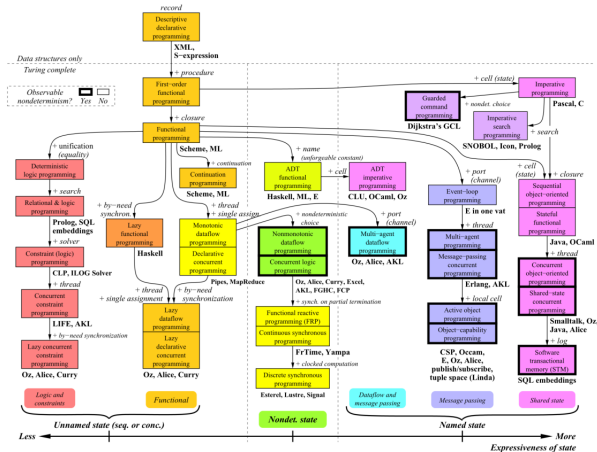 record
Descriptive
declarative
programming
XML,
S−expression
Data structures only
Turing complete
+ procedure
+ cell (state)
Observable
nondeterminism?
Yes
No
First−order
functional
programming
Imperative
programming
Pascal, C
Guarded
command
programming
+ nondet. choice
Dijkstra's GCL
Imperative
search
programming
+ search
SNOBOL, Icon, Prolog
+ closure
Functional
programming
Scheme, ML
+ unification
(equality)
+ continuation
Continuation
programming
Scheme, ML
+ name
(unforgeable constant)
ADT
functional
programming
+ cell
ADT
imperative
programming
Haskell, ML, E
CLU, OCaml, Oz
+ port
(channel)
+ cell
(state)
+ closure
Deterministic
logic programming
+ search
Relational & logic
programming
Prolog, SQL
embeddings
+ solver
Constraint (logic)
programming
CLP, ILOG Solver
+ thread
Concurrent
constraint
programming
LIFE, AKL
+ by−need synchronization
Lazy concurrent
constraint
programming
Oz, Alice, Curry
+ by−need
synchron.
Lazy
functional
programming
Haskell
+ thread
+ single assignment
+ thread
+ single assign.
Monotonic
dataflow
programming
Declarative
concurrent
programming
Pipes, MapReduce
+ by−need
synchronization
Lazy
dataflow
programming
Lazy
declarative
concurrent
programming
Oz, Alice, Curry
+ nondeterministic
choice
Nonmonotonic
dataflow
programming
Concurrent logic
programming
Oz, Alice, Curry, Excel,
AKL, FGHC, FCP
+ synch. on partial termination
Functional reactive
programming (FRP)
Continuous synchronous
programming
FrTime, Yampa
+ clocked computation
Discrete synchronous
programming
Esterel, Lustre, Signal
+ port
(channel)
Multi−agent
dataflow
programming
Oz, Alice, AKL
Event−loop
programming
E in one vat
+ thread
Multi−agent
programming
Message−passing
concurrent
programming
Erlang, AKL
+ local cell
Active object
programming
Object−capability
programming
CSP, Occam,
E, Oz, Alice,
publish/subscribe,
tuple space (Linda)
Sequential
object−oriented
programming
Stateful
functional
programming
Java, OCaml
+ thread
Concurrent
object−oriented
programming
Shared−state
concurrent
programming
Smalltalk, Oz,
Java, Alice
+ log
Software
transactional
memory (STM)
SQL embeddings
Logic and
constraints
Functional
Dataflow and
message passing
Message passing
Shared state
Unnamed state (seq. or conc.)
Nondet. state
Named state
Less
More
Expressiveness of state